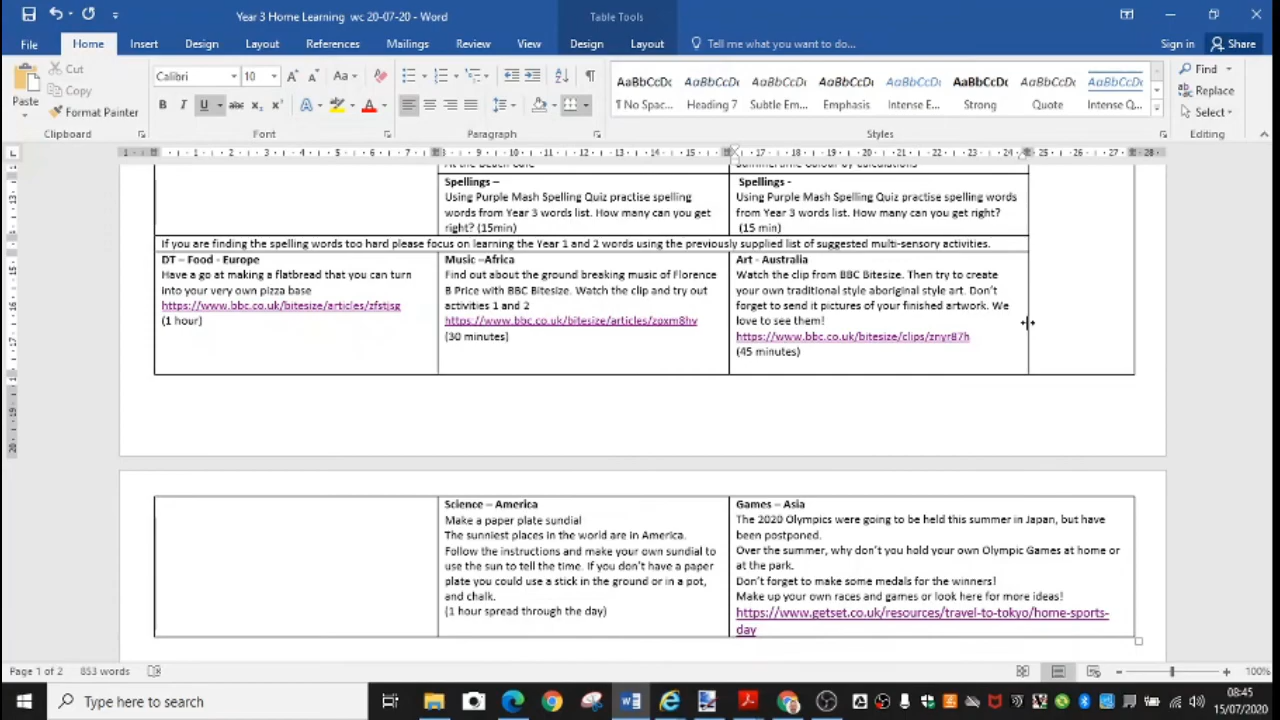 Year 3 Home Learning wc 20-07-20 - Word
Table Tools
File
Home
Insert
Design
Layout
References
Mailings
Review
View
Design
Layout
Tell me what you want to do...
Sign in
Share
Paste
Cut
Copy
Format Painter
Clipboard
Calibri
10
Font
Paragraph
AaBbCcDc
¶ No Spac...
AaBbCcDc
Heading 7
AaBbCcDc
Subtle Em...
AaBbCcDc
Emphasis
AaBbCcDc
Intense E...
AaBbCcDc
Strong
AaBbCcDc
Quote
AaBbCcDc
Intense Q...
Styles
Find
Replace
Select
Editing
At the Beach Cafe
Summertime Colour by calculations
Spellings –
Using Purple Mash Spelling Quiz practise spelling
words from Year 3 words list. How many can you get
right? (15min)
Spellings -
Using Purple Mash Spelling Quiz practise spelling words
from Year 3 words list. How many can you get right?
(15 min)
If you are finding the spelling words too hard please focus on learning the Year 1 and 2 words using the previously supplied list of suggested multi-sensory activities.
DT – Food - Europe
Have a go at making a flatbread that you can turn
into your very own pizza base
https://www.bbc.co.uk/bitesize/articles/zfstjsg
(1 hour)
Music –Africa
Find out about the ground breaking music of Florence
B Price with BBC Bitesize. Watch the clip and try out
activities 1 and 2
https://www.bbc.co.uk/bitesize/articles/zpxm8hv
(30 minutes)
Art - Australia
Watch the clip from BBC Bitesize. Then try to create
your own traditional style aboriginal style art. Don't
forget to send it pictures of your finished artwork. We
love to see them!
https://www.bbc.co.uk/bitesize/clips/znyr87h
(45 minutes)
Science – America
Make a paper plate sundial
The sunniest places in the world are in America.
Follow the instructions and make your own sundial to
use the sun to tell the time. If you don't have a paper
plate you could use a stick in the ground or in a pot,
and chalk.
(1 hour spread through the day)
Games – Asia
The 2020 Olympics were going to be held this summer in Japan, but have
been postponed.
Over the summer, why don't you hold your own Olympic Games at home or
at the park.
Don't forget to make some medals for the winners!
Make up your own races and games or look here for more ideas!
https://www.getset.co.uk/resources/travel-to-tokyo/home-sports-
day
Page 1 of 2
853 words
100%
Type here to search
08:45
15/07/2020